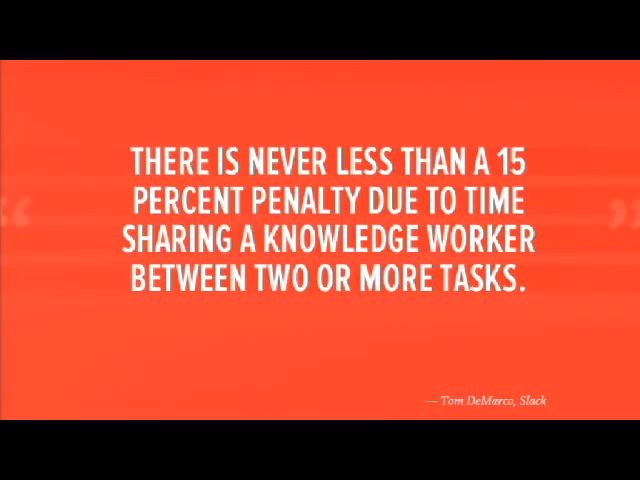 THERE IS NEVER LESS THAN A 15
PERCENT PENALTY DUE TO TIME
SHARING A KNOWLEDGE WORKER
BETWEEN TWO OR MORE TASKS.
— Tom DeMarco, Slack